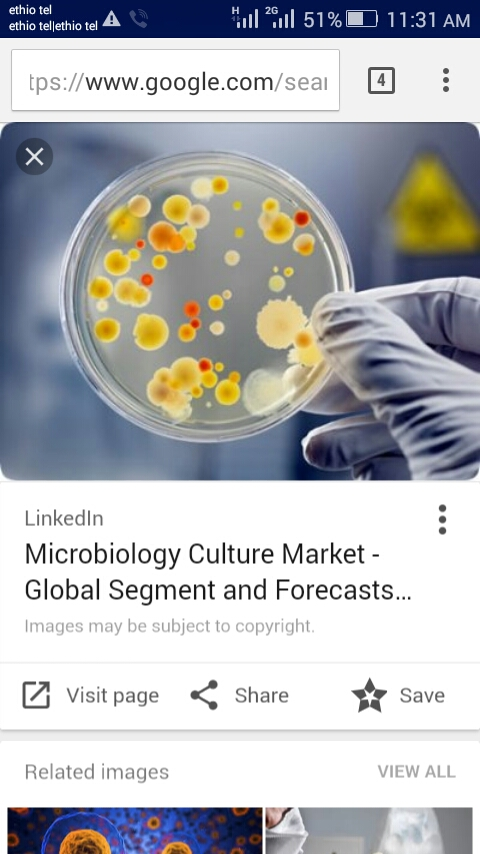 ethio tel
ethio tel|ethio tel
H 2G 51% 11:31 AM
tps://www.google.com/sear
4
LinkedIn
Microbiology Culture Market -
Global Segment and Forecasts...
Images may be subject to copyright.
Visit page Share Save
Related images VIEW ALL